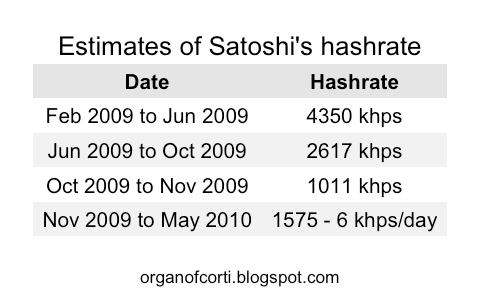 Estimates of Satoshi's hashrate
Date Hashrate
Feb 2009 to Jun 2009 4350 khps
Jun 2009 to Oct 2009 2617 khps
Oct 2009 to Nov 2009 1011 khps
Nov 2009 to May 2010 1575 - 6 khps/day
organofcorti.blogspot.com